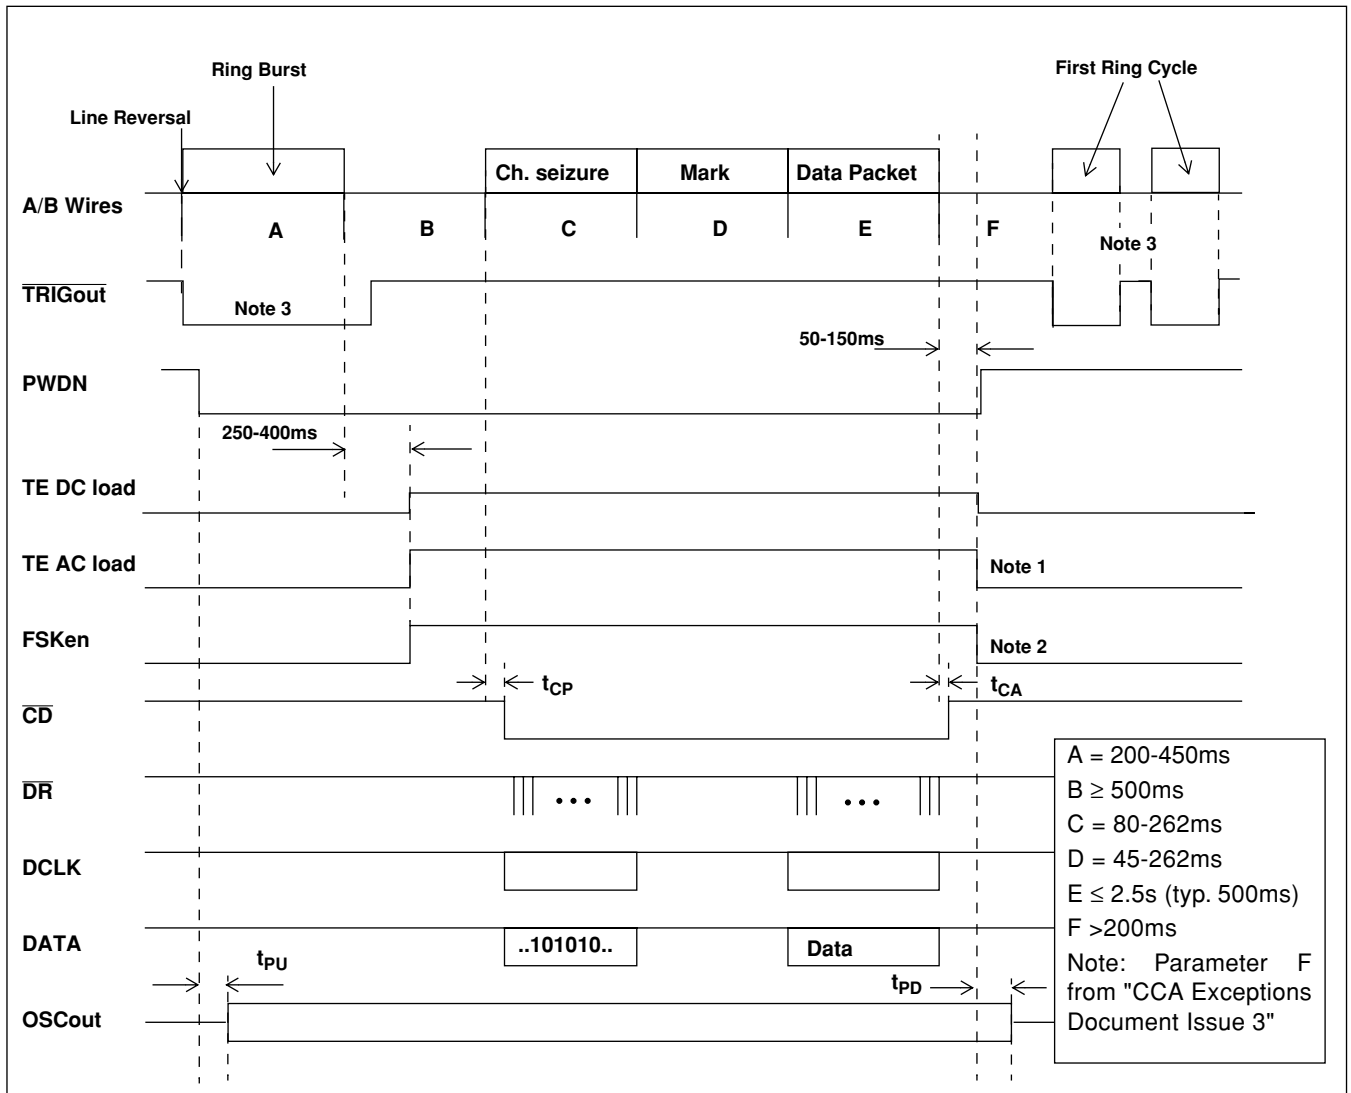 Ring Burst
First Ring Cycle
Line Reversal
Ch. seizure Mark Data Packet
A/B Wires
A B C D E F
Note 3
TRIGout
Note 3
50-150ms
PWDN
250-400ms
TE DC load
TE AC load
Note 1
FSKen
Note 2
tCP
tCA
CD
DR
• • •
• • •
DCLK
DATA
..101010..
Data
tPU
tPD
OSCout
A = 200-450ms
B ≥ 500ms
C = 80-262ms
D = 45-262ms
E ≤ 2.5s (typ. 500ms)
F >200ms
Note: Parameter F
from "CCA Exceptions
Document Issue 3"